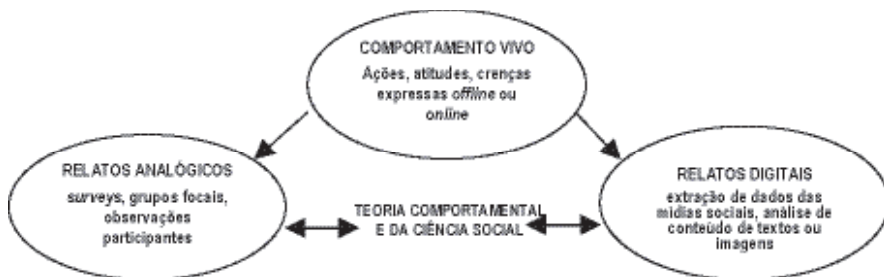 COMPORTAMENTO VIVO
Ações, atitudes, crenças
expressas offline ou
online
RELATOS ANALÓGICOS
surveys, grupos focais,
observações
participantes
TEORIA COMPORTAMENTAL
E DA CIÊNCIA SOCIAL
RELATOS DIGITAIS
extração de dados das
mídias sociais, análise de
conteúdo de textos ou
imagens